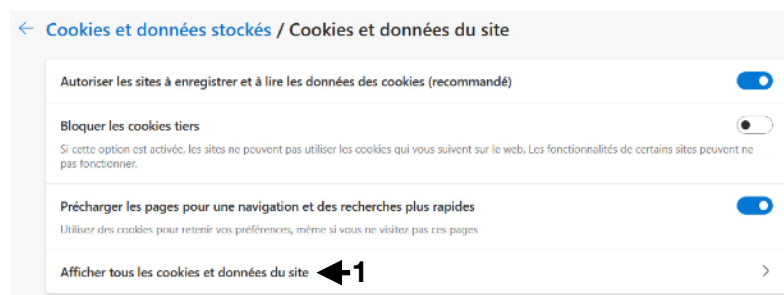 Cookies et données stockés / Cookies et données du site
Autoriser les sites à enregistrer et à lire les données des cookies (recommandé)
Bloquer les cookies tiers
Si cette option est activée, les sites ne peuvent pas utiliser les cookies qui vous suivent sur le web. Les fonctionnalités de certains sites peuvent ne
pas fonctionner.
Précharger les pages pour une navigation et des recherches plus rapides
Utilisez des cookies pour retenir vos préférences, même si vous ne visitez pas ces pages
Afficher tous les cookies et données du site 1